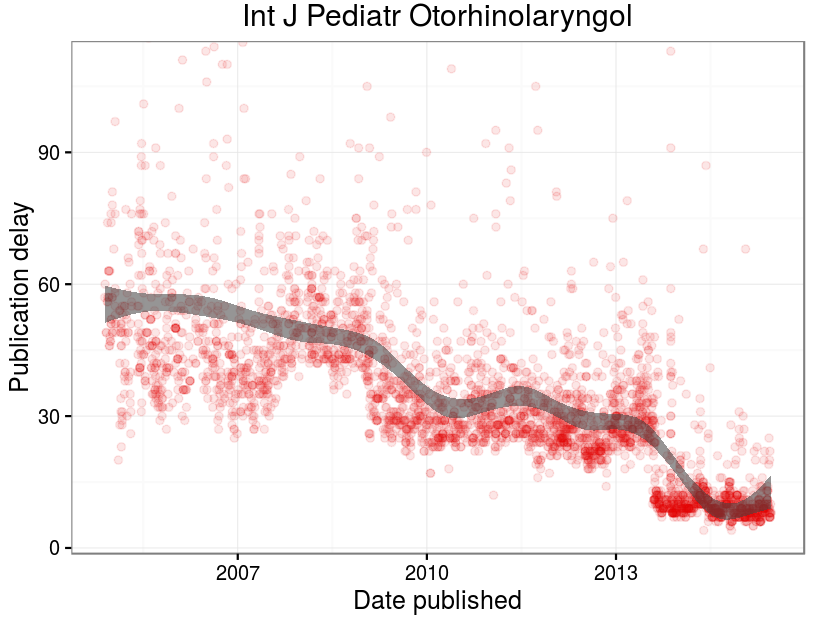 Int J Pediatr Otorhinolaryngol
Publication delay
90
60
30
0
2007 2010 2013
Date published